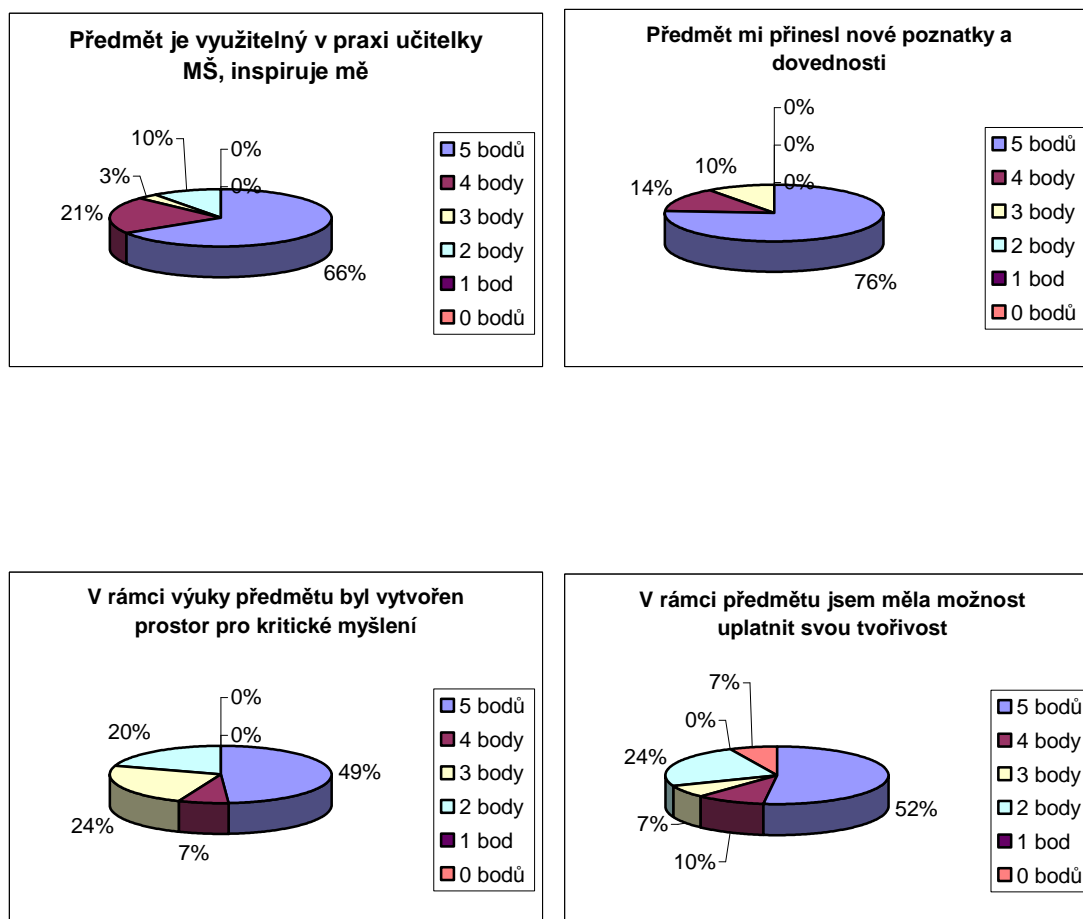 Předmět je využitelný v praxi učitelky
MŠ, inspiruje mě
10%
0%
3%
0%
21%
66%
5 bodů
4 body
3 body
2 body
1 bod
0 bodů
Předmět mi přinesl nové poznatky a
dovednosti
0%
0%
10%
0%
14%
76%
5 bodů
4 body
3 body
2 body
1 bod
0 bodů
V rámci výuky předmětu byl vytvořen
prostor pro kritické myšlení
0%
20%
0%
49%
24%
7%
5 bodů
4 body
3 body
2 body
1 bod
0 bodů
V rámci předmětu jsem měla možnost
uplatnit svou tvořivost
7%
0%
24%
52%
7%
10%
5 bodů
4 body
3 body
2 body
1 bod
0 bodů